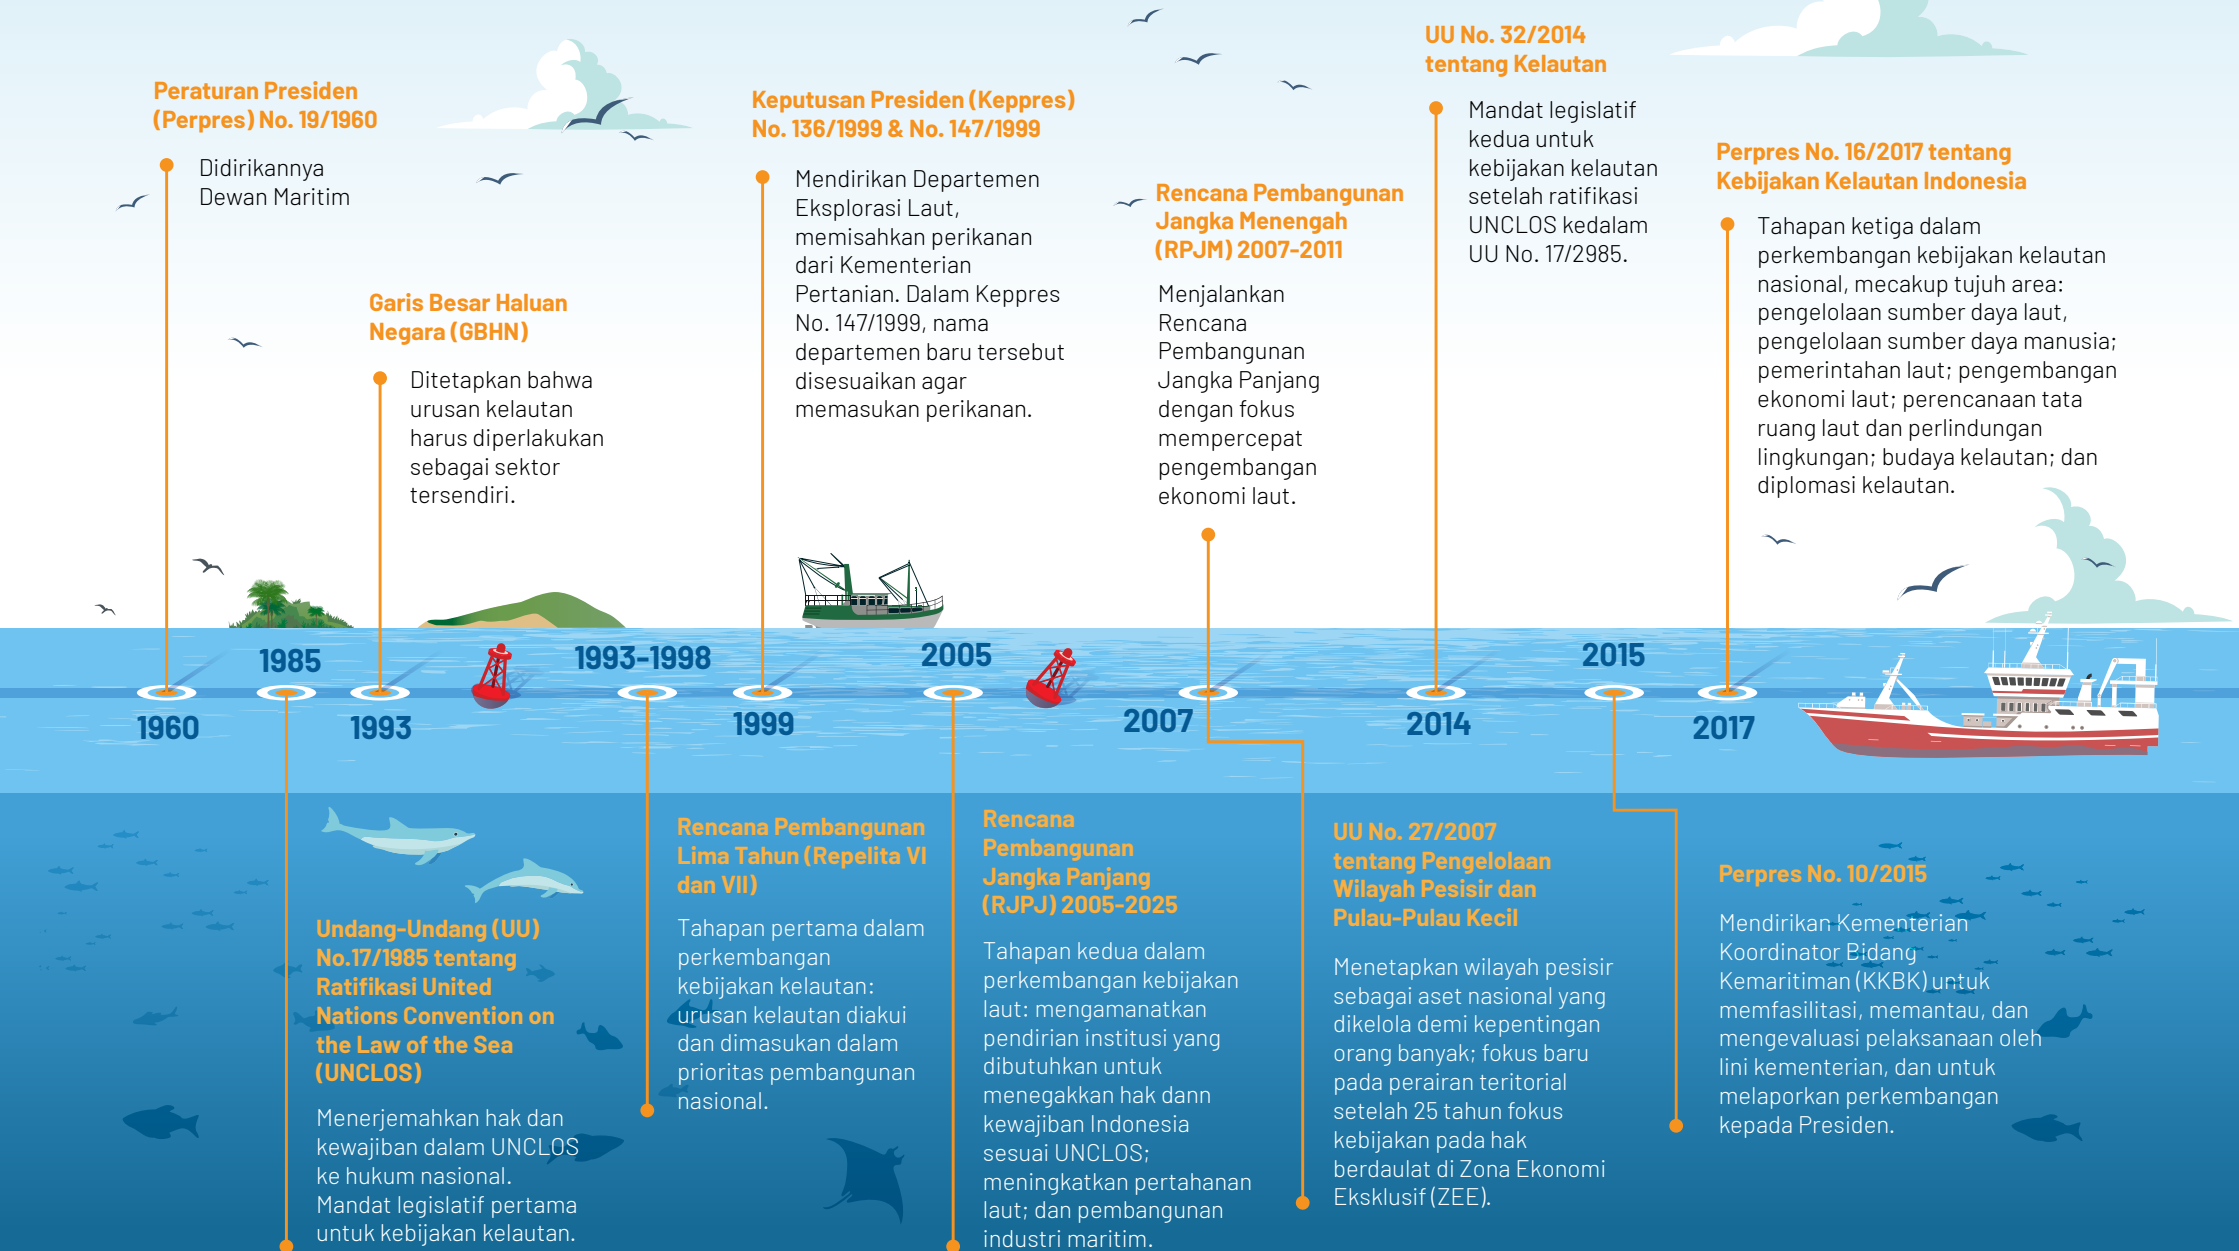 Peraturan Presiden
(Perpres) No. 19/1960
Didirikannya
Dewan Maritim
Garis Besar Haluan
Negara (GBHN)
Ditetapkan bahwa
urusan kelautan
harus diperlakukan
sebagai sektor
tersendiri.
Keputusan Presiden (Keppres)
No. 136/1999 & No. 147/1999
Mendirikan Departemen
Eksplorasi Laut,
memisahkan perikanan
dari Kementerian
Pertanian. Dalam Keppres
No. 147/1999, nama
departemen baru tersebut
disesuaikan agar
memasukan perikanan.
Rencana Pembangunan
Jangka Menengah
(RPJM) 2007-2011
Menjalankan
Rencana
Pembangunan
Jangka Panjang
dengan fokus
mempercepat
pengembangan
ekonomi laut.
UU No. 32/2014
tentang Kelautan
Mandat legislatif
kedua untuk
kebijakan kelautan
setelah ratifikasi
UNCLOS kedalam
UU No. 17/2985.
Perpres No. 16/2017 tentang
Kebijakan Kelautan Indonesia
Tahapan ketiga dalam
perkembangan kebijakan kelautan
nasional, mecakup tujuh area:
pengelolaan sumber daya laut,
pengelolaan sumber daya manusia;
pemerintahan laut; pengembangan
ekonomi laut; perencanaan tata
ruang laut dan perlindungan
lingkungan; budaya kelautan; dan
diplomasi kelautan.
1960
1985
1993
1993-1998
1999
2005
2007
2014
2015
2017
Undang-Undang (UU)
No.17/1985 tentang
Ratifikasi United
Nations Convention on
the Law of the Sea
(UNCLOS)
Menerjemahkan hak dan
kewajiban dalam UNCLOS
ke hukum nasional.
Mandat legislatif pertama
untuk kebijakan kelautan.
Rencana Pembangunan
Lima Tahun (Repelita VI
dan VII)
Tahapan pertama dalam
perkembangan
kebijakan kelautan:
urusan kelautan diakui
dan dimasukan dalam
prioritas pembangunan
nasional.
Rencana
Pembangunan
Jangka Panjang
(RJPJ) 2005-2025
Tahapan kedua dalam
perkembangan kebijakan
laut: mengamanatkan
pendirian institusi yang
dibutuhkan untuk
menegakkan hak dann
kewajiban Indonesia
sesuai UNCLOS;
meningkatkan pertahanan
laut; dan pembangunan
industri maritim.
UU No. 27/2007
tentang Pengelolaan
Wilayah Pesisir dan
Pulau-Pulau Kecil
Menetapkan wilayah pesisir
sebagai aset nasional yang
dikelola demi kepentingan
orang banyak; fokus baru
pada perairan teritorial
setelah 25 tahun fokus
kebijakan pada hak
berdaulat di Zona Ekonomi
Eksklusif (ZEE).
Perpres No. 10/2015
Mendirikan Kementerian
Koordinator Bidang
Kemaritiman (KKBK) untuk
memfasilitasi, memantau, dan
mengevaluasi pelaksanaan oleh
lini kementerian, dan untuk
melaporkan perkembangan
kepada Presiden.